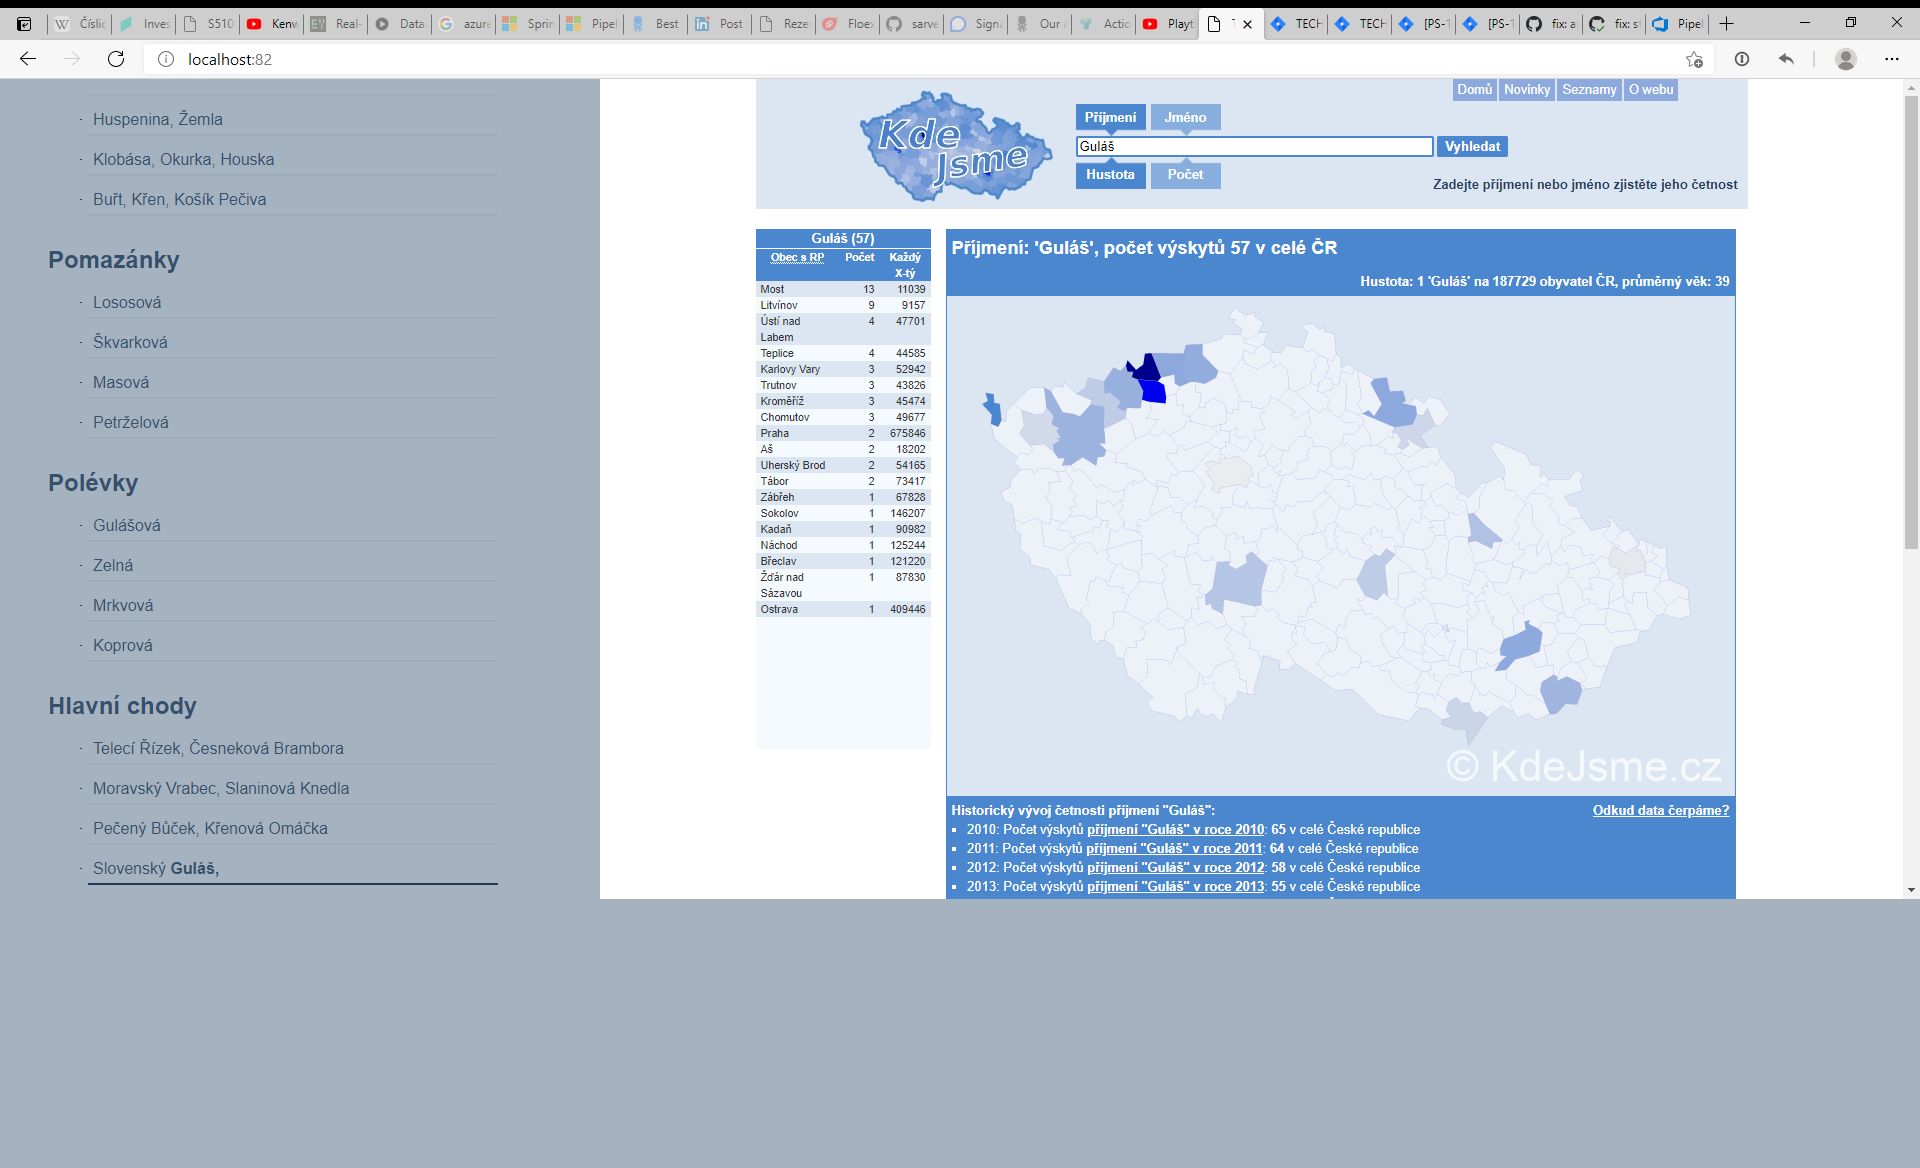 Číslic
Inves
S510
Kenw
Real-
Data
azure
Sprin
Pipel
Best
Post
Reze
Floex
sarve
Signa
Our A
Actio
Playt
TECH
TECH
[PS-1
[PS-1
fix: a
fix: s
Pipel
localhost:82
Huspenina, Žemla
Klobása, Okurka, Houska
Buřt, Křen, Košík Pečiva
Pomazánky
Lososová
Škvarková
Masová
Petrželová
Polévky
Gulášová
Zelná
Mrkvová
Koprová
Hlavní chody
Telecí Řízek, Česneková Brambora
Moravský Vrabec, Slaninová Knedla
Pečený Bůček, Křenová Omáčka
Slovenský Guláš,
Domů Novinky Seznamy O webu
Kde
Jsme
Příjmení Jméno
Guláš Vyhledat
Hustota Počet
Zadejte příjmení nebo jméno zjistěte jeho četnost
Guláš (57)
Obec s RP Počet Každý
X-tý
Most 13 11039
Litvínov 9 9157
Ústí nad 4 47701
Labem
Teplice 4 44585
Karlovy Vary 3 52942
Trutnov 3 43826
Kroměříž 3 45474
Chomutov 3 49677
Praha 2 675846
Aš 2 18202
Uherský Brod 2 54165
Tábor 2 73417
Zábřeh 1 67828
Sokolov 1 146207
Kadaň 1 90982
Náchod 1 125244
Břeclav 1 121220
Žďár nad 1 87830
Sázavou
Ostrava 1 409446
Příjmení: 'Guláš', počet výskytů 57 v celé ČR
Hustota: 1 'Guláš' na 187729 obyvatel ČR, průměrný věk: 39
© KdeJsme.cz
Historický vývoj četnosti příjmení "Guláš": Odkud data čerpáme?
2010: Počet výskytů příjmení "Guláš" v roce 2010: 65 v celé České republice
2011: Počet výskytů příjmení "Guláš" v roce 2011: 64 v celé České republice
2012: Počet výskytů příjmení "Guláš" v roce 2012: 58 v celé České republice
2013: Počet výskytů příjmení "Guláš" v roce 2013: 55 v celé České republice